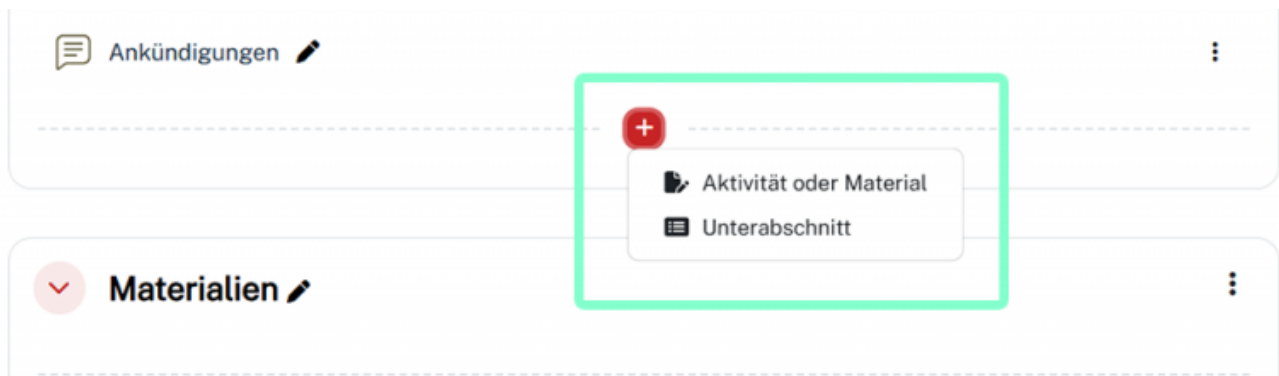 Ankündigungen
Aktivität oder Material
Unterabschnitt
Materialien